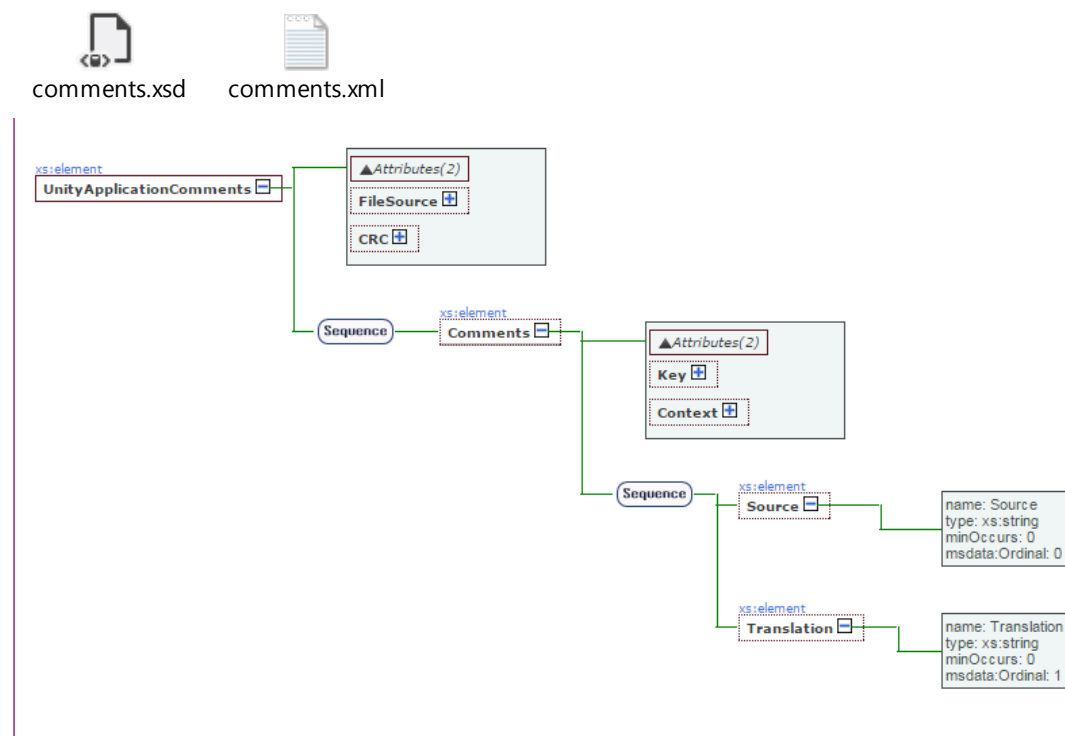 comments.xsd
comments.xml
xs:element
UnityApplicationComments
Attributes(2)
FileSource
CRC
Sequence
xs:element
Comments
Attributes(2)
Key
Context
Sequence
xs:element
Source
name: Source
type: xs:string
minOccurs: 0
msdata:Ordinal: 0
xs:element
Translation
name: Translation
type: xs:string
minOccurs: 0
msdata:Ordinal: 1